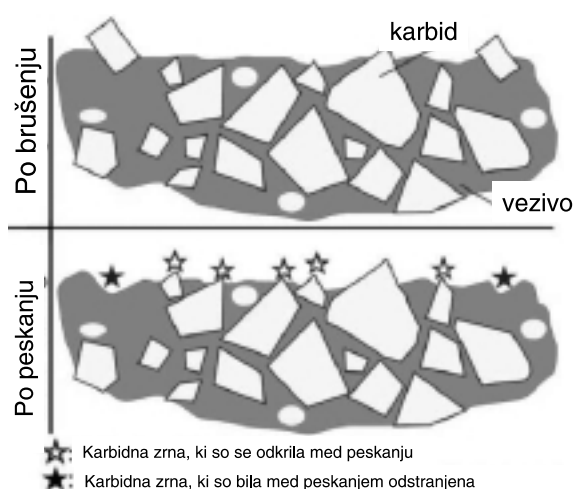 karbid
Po brušenju
vezivo
Po peskanju
Karbidna zrna, ki so se odkrila med peskanju
Karbidna zrna, ki so bila med peskanjem odstranjena